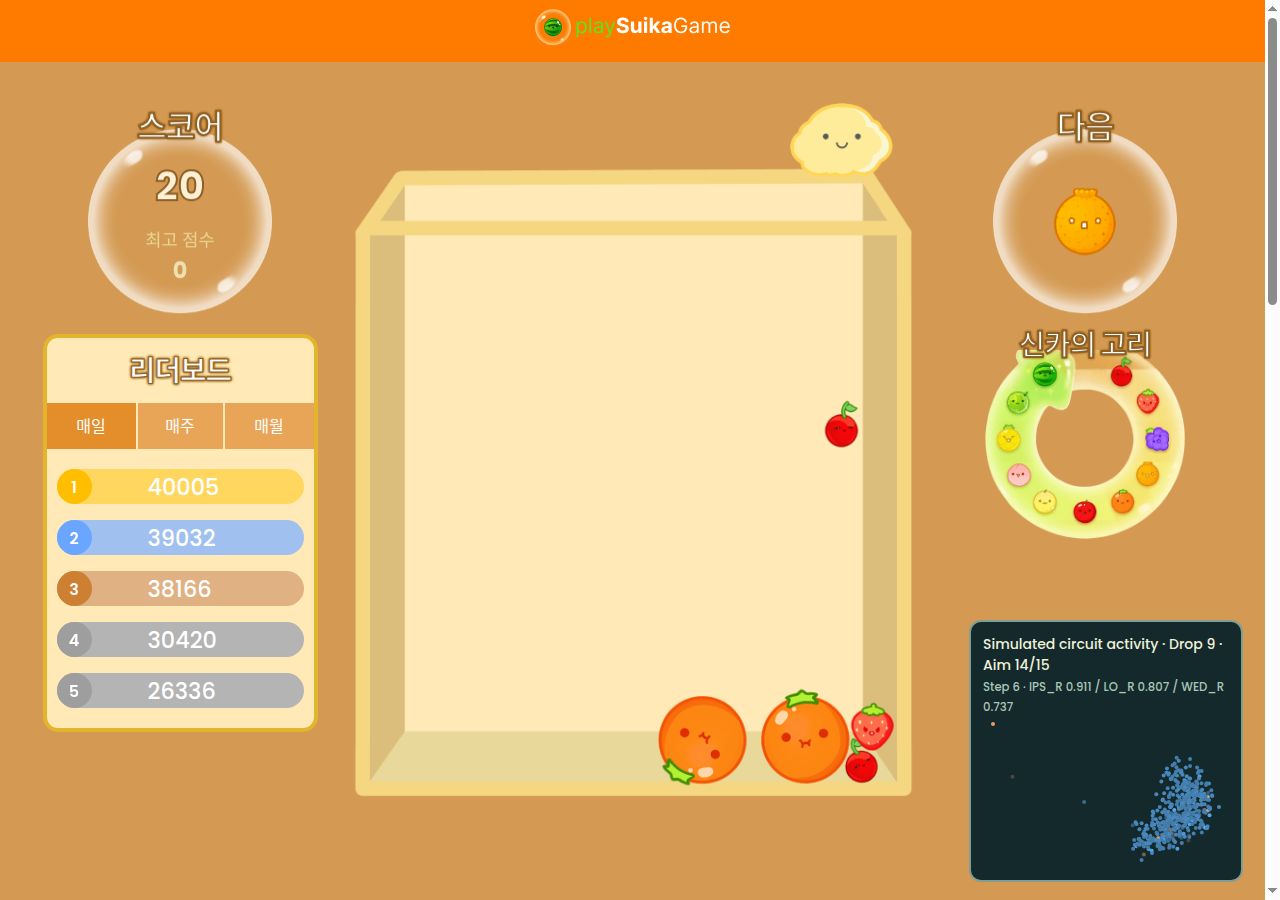 playSuikaGame
스코어
20
최고 점수
0
다음
리더보드
매일 매주 매월
1 40005
2 39032
3 38166
4 30420
5 26336
신카의 고리
Simulated circuit activity · Drop 9 ·
Aim 14/15
Step 6 · IPS_R 0.911 / LO_R 0.807 / WED_R
0.737